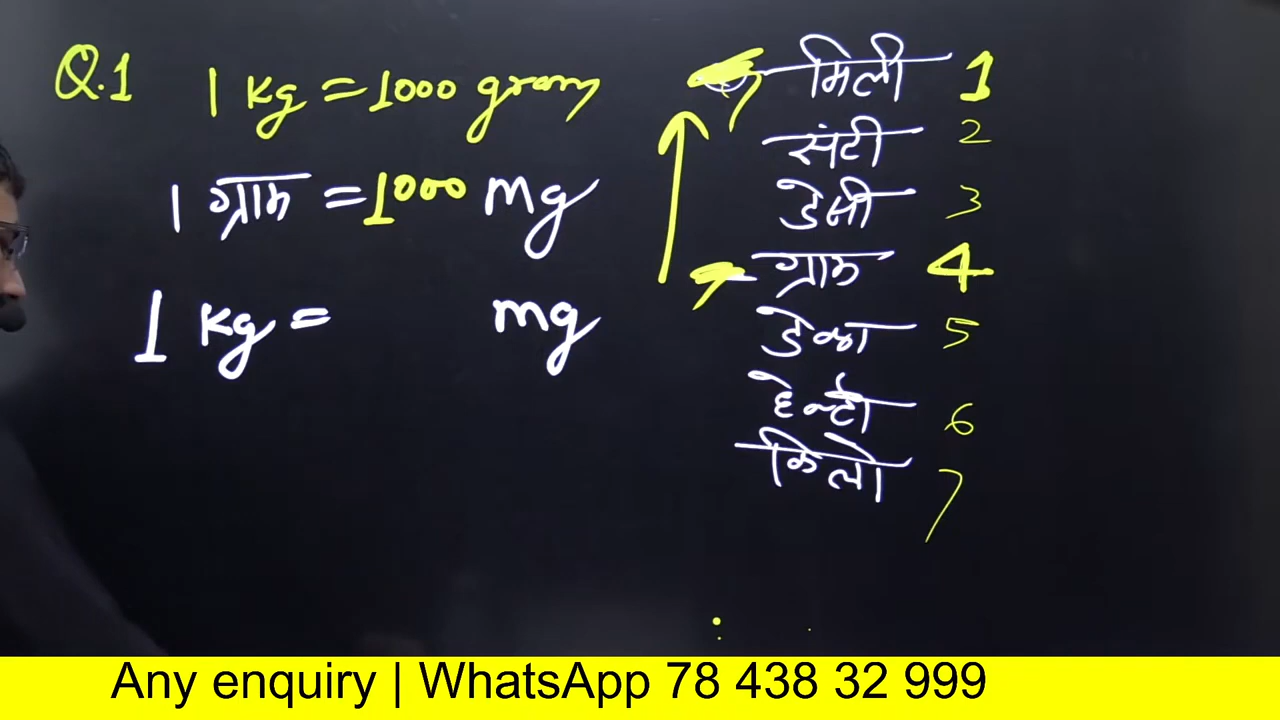 Q.1 1 kg = 1000 gram
1 ग्राम = 1000 mg
1 kg = mg
मिली 1
संटी 2
डेसी 3
ग्राम 4
डेका 5
हेक्टो 6
किलो 7
Any enquiry | WhatsApp 78 438 32 999